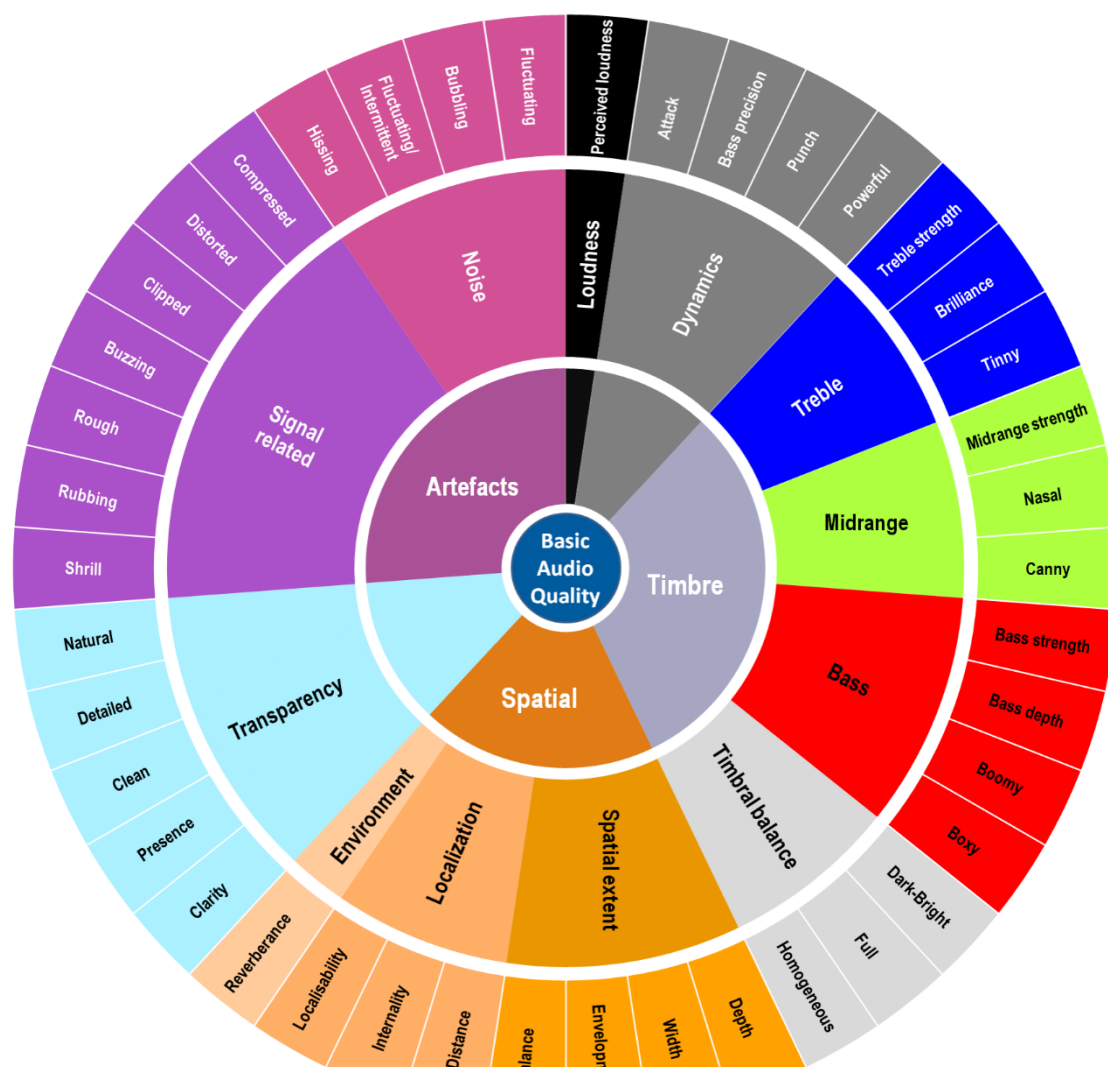 Perceived loudness
Attack
Bass precision
Punch
Powerful
Treble strength
Brilliance
Tinny
Midrange strength
Nasal
Canny
Bass strength
Bass depth
Boomy
Boxy
Dark-Bright
Full
Homogeneous
Depth
Width
Distance
Internality
Localisability
Reverberance
Clarity
Presence
Clean
Detailed
Natural
Shrill
Rubbing
Rough
Buzzing
Clipped
Distorted
Compressed
Hissing
Fluctuating/
Intermittent
Bubbling
Fluctuating
Loudness
Dynamics
Treble
Midrange
Bass
Timbral balance
Spatial extent
Localization
Environment
Transparency
Signal
related
Noise
Timbre
Spatial
Artefacts
Basic
Audio
Quality